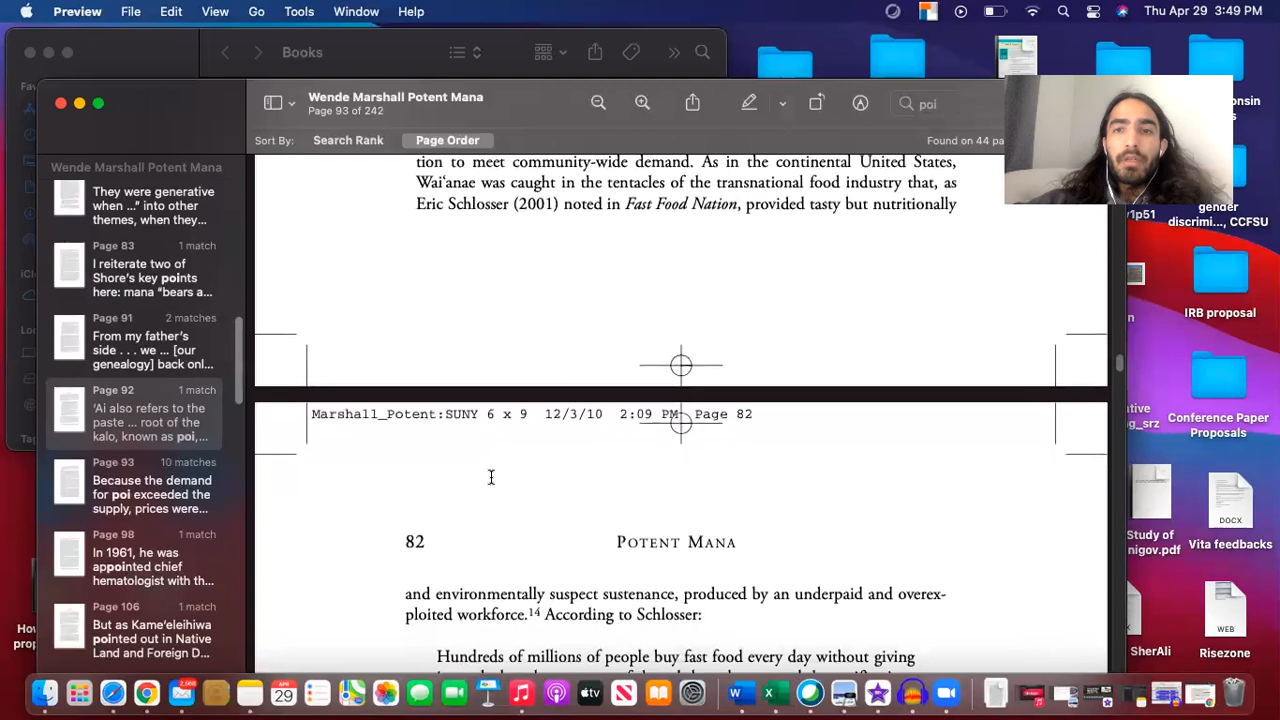 Preview File Edit View Go Tools Window Help
Thu Apr 29 3:49 PM
Books
Wende Marshall Potent Mana
Page 93 of 242
poi
Sort By: Search Rank Page Order
Found on 44 pa
Wende Marshall Potent Mana
They were generative
when ...” into other
themes, when they...
Page 83 1 match
I reiterate two of
Shore’s key points
here: mana “bears a...
Page 91 2 matches
From my father’s
side . . . we ... [our
genealogy] back onl...
Page 92 1 match
‘Ai also refers to the
paste ... root of the
kalo, known as poi,...
Page 93 10 matches
Because the demand
for poi exceeded the
supply, prices were...
Page 98 1 match
In 1961, he was
appointed chief
hematologist with th...
Page 106 1 match
But as Kame‘eleihiwa
pointed out in Native
Land and Foreign D...
tion to meet community-wide demand. As in the continental United States,
Wai‘anae was caught in the tentacles of the transnational food industry that, as
Eric Schlosser (2001) noted in Fast Food Nation, provided tasty but nutritionally
Marshall_Potent:SUNY 6 x 9 12/3/10 2:09 PM Page 82
82 POTENT MANA
and environmentally suspect sustenance, produced by an underpaid and overex-
ploited workforce.14 According to Schlosser:
Hundreds of millions of people buy fast food every day without giving
y1p51
gender
discrimi..., CCFSU
IRB proposal
Conference Paper
Proposals
Study of
nigov.pdf
DOCX
Vita feedbacks
SherAli
WEB
Risezone
APR
29